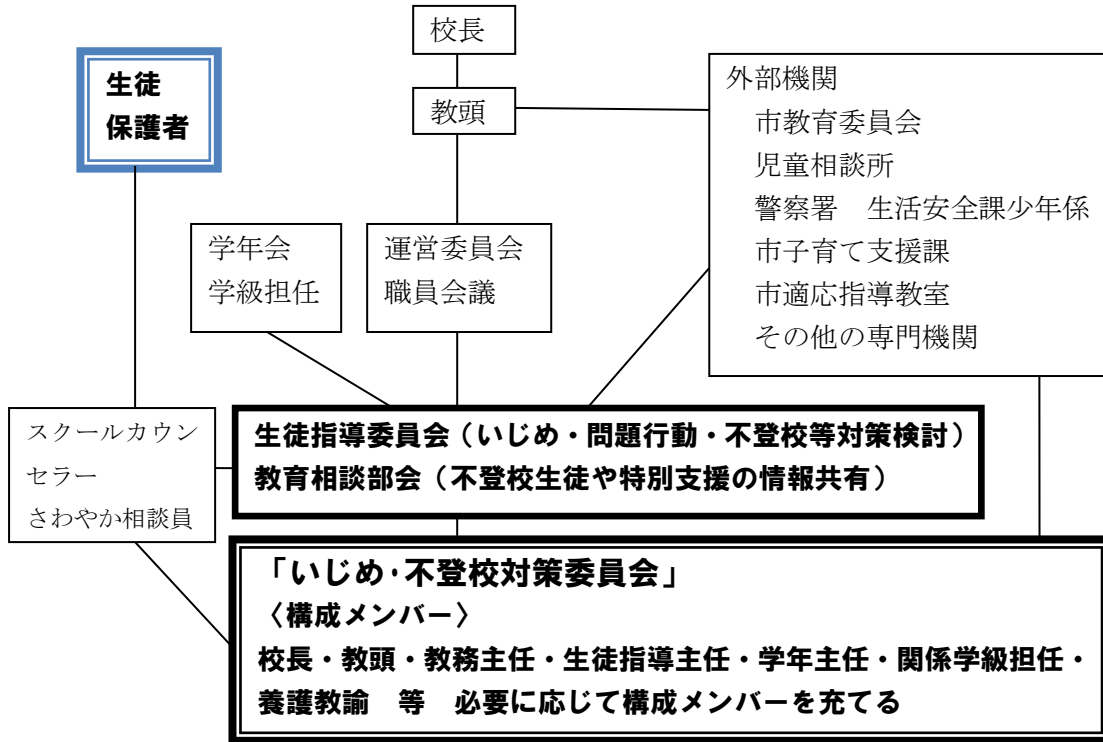 校長
教頭
生徒
保護者
外部機関
市教育委員会
児童相談所
警察署　生活安全課少年係
市子育て支援課
市適応指導教室
その他の専門機関
学年会
学級担任
運営委員会
職員会議
スクールカウン
セラー
さわやか相談員
生徒指導委員会（いじめ・問題行動・不登校等対策検討）
教育相談部会（不登校生徒や特別支援の情報共有）
「いじめ・不登校対策委員会」
〈構成メンバー〉
校長・教頭・教務主任・生徒指導主任・学年主任・関係学級担任・
養護教諭　等　必要に応じて構成メンバーを充てる